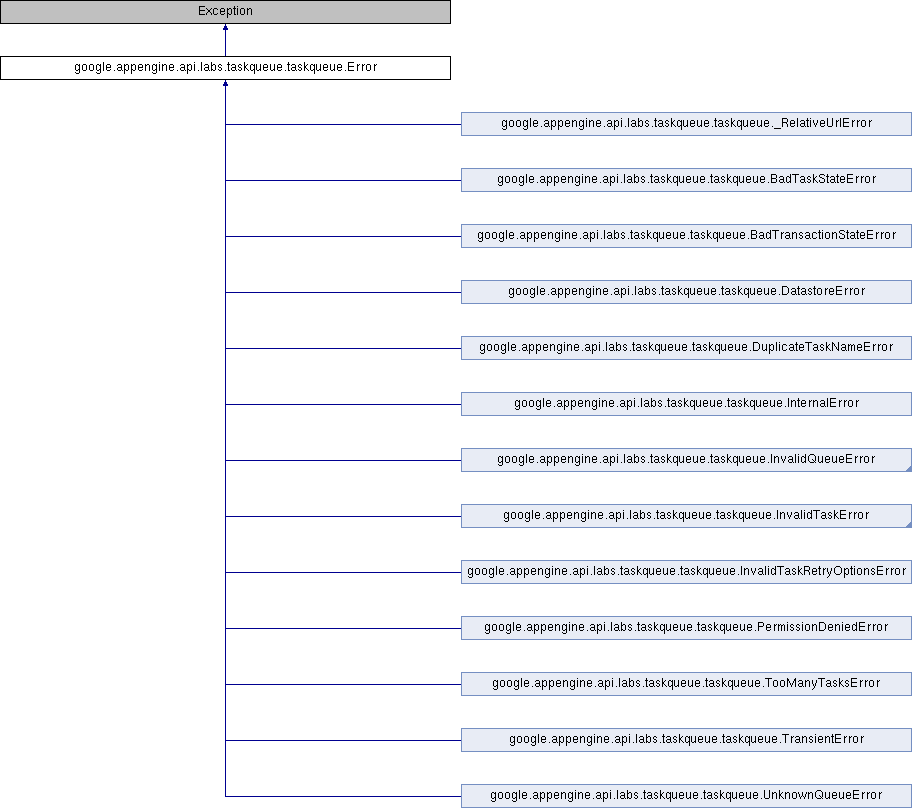 Exception
google.appengine.api.labs.taskqueue.taskqueue.Error
google.appengine.api.labs.taskqueue.taskqueue._RelativeUrlError
google.appengine.api.labs.taskqueue.taskqueue.BadTaskStateError
google.appengine.api.labs.taskqueue.taskqueue.BadTransactionStateError
google.appengine.api.labs.taskqueue.taskqueue.DatastoreError
google.appengine.api.labs.taskqueue.taskqueue.DuplicateTaskNameError
google.appengine.api.labs.taskqueue.taskqueue.InternalError
google.appengine.api.labs.taskqueue.taskqueue.InvalidQueueError
google.appengine.api.labs.taskqueue.taskqueue.InvalidTaskError
google.appengine.api.labs.taskqueue.taskqueue.InvalidTaskRetryOptionsError
google.appengine.api.labs.taskqueue.taskqueue.PermissionDeniedError
google.appengine.api.labs.taskqueue.taskqueue.TooManyTasksError
google.appengine.api.labs.taskqueue.taskqueue.TransientError
google.appengine.api.labs.taskqueue.taskqueue.UnknownQueueError